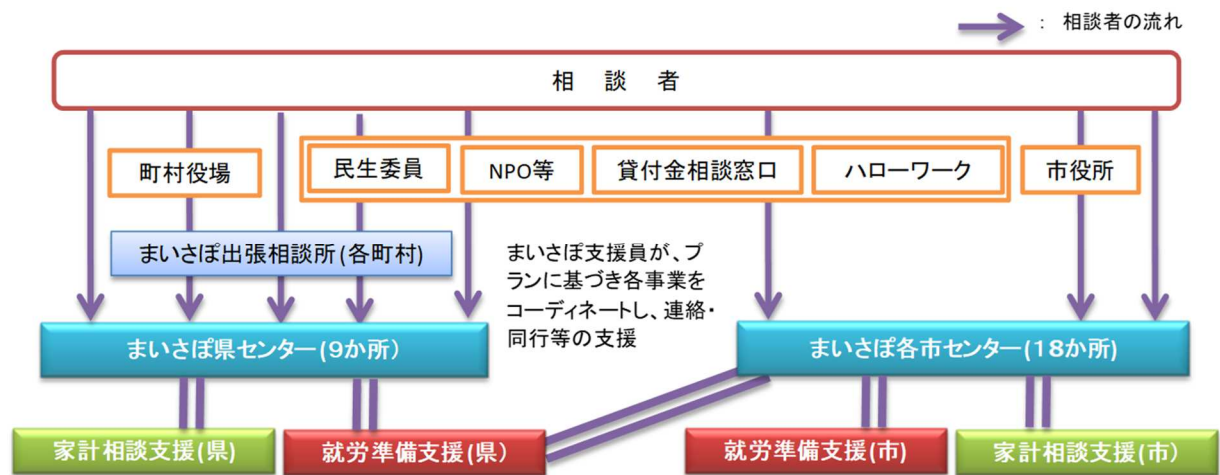 ： 相談者の流れ
相 談 者
町村役場
民生委員
NPO等
貸付金相談窓口
ハローワーク
市役所
まいさぽ出張相談所(各町村)
まいさぽ支援員が、プ
ランに基づき各事業を
コーディネートし、連絡・
同行等の支援
まいさぽ県センター(9か所)
まいさぽ各市センター(18か所)
家計相談支援(県)
就労準備支援(県)
就労準備支援(市)
家計相談支援(市)